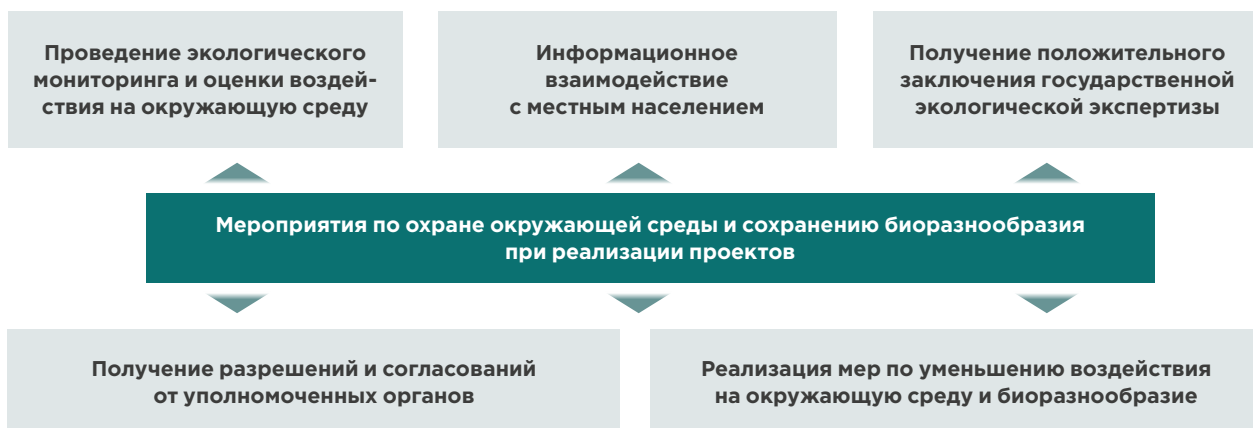 Проведение экологического
мониторинга и оценки воздей-
ствия на окружающую среду
Информационное
взаимодействие
с местным населением
Получение положительного
заключения государственной
экологической экспертизы
Мероприятия по охране окружающей среды и сохранению биоразнообразия
при реализации проектов
Получение разрешений и согласований
от уполномоченных органов
Реализация мер по уменьшению воздействия
на окружающую среду и биоразнообразие